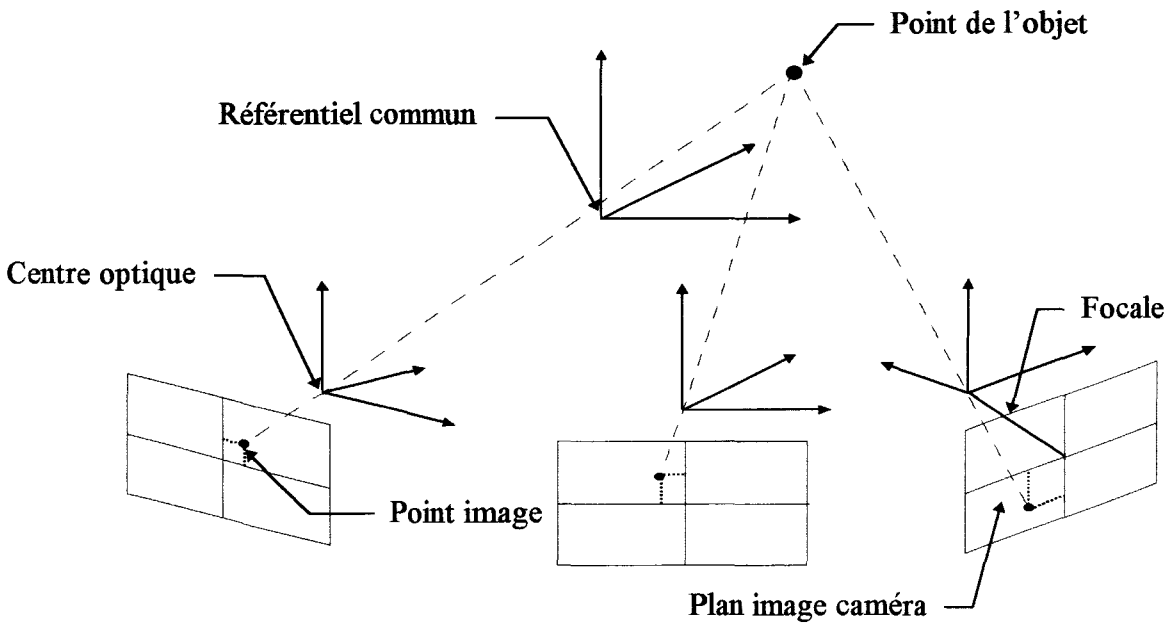 Point de l'objet
Référentiel commun
Centre optique
Focale
Point image
Plan image caméra